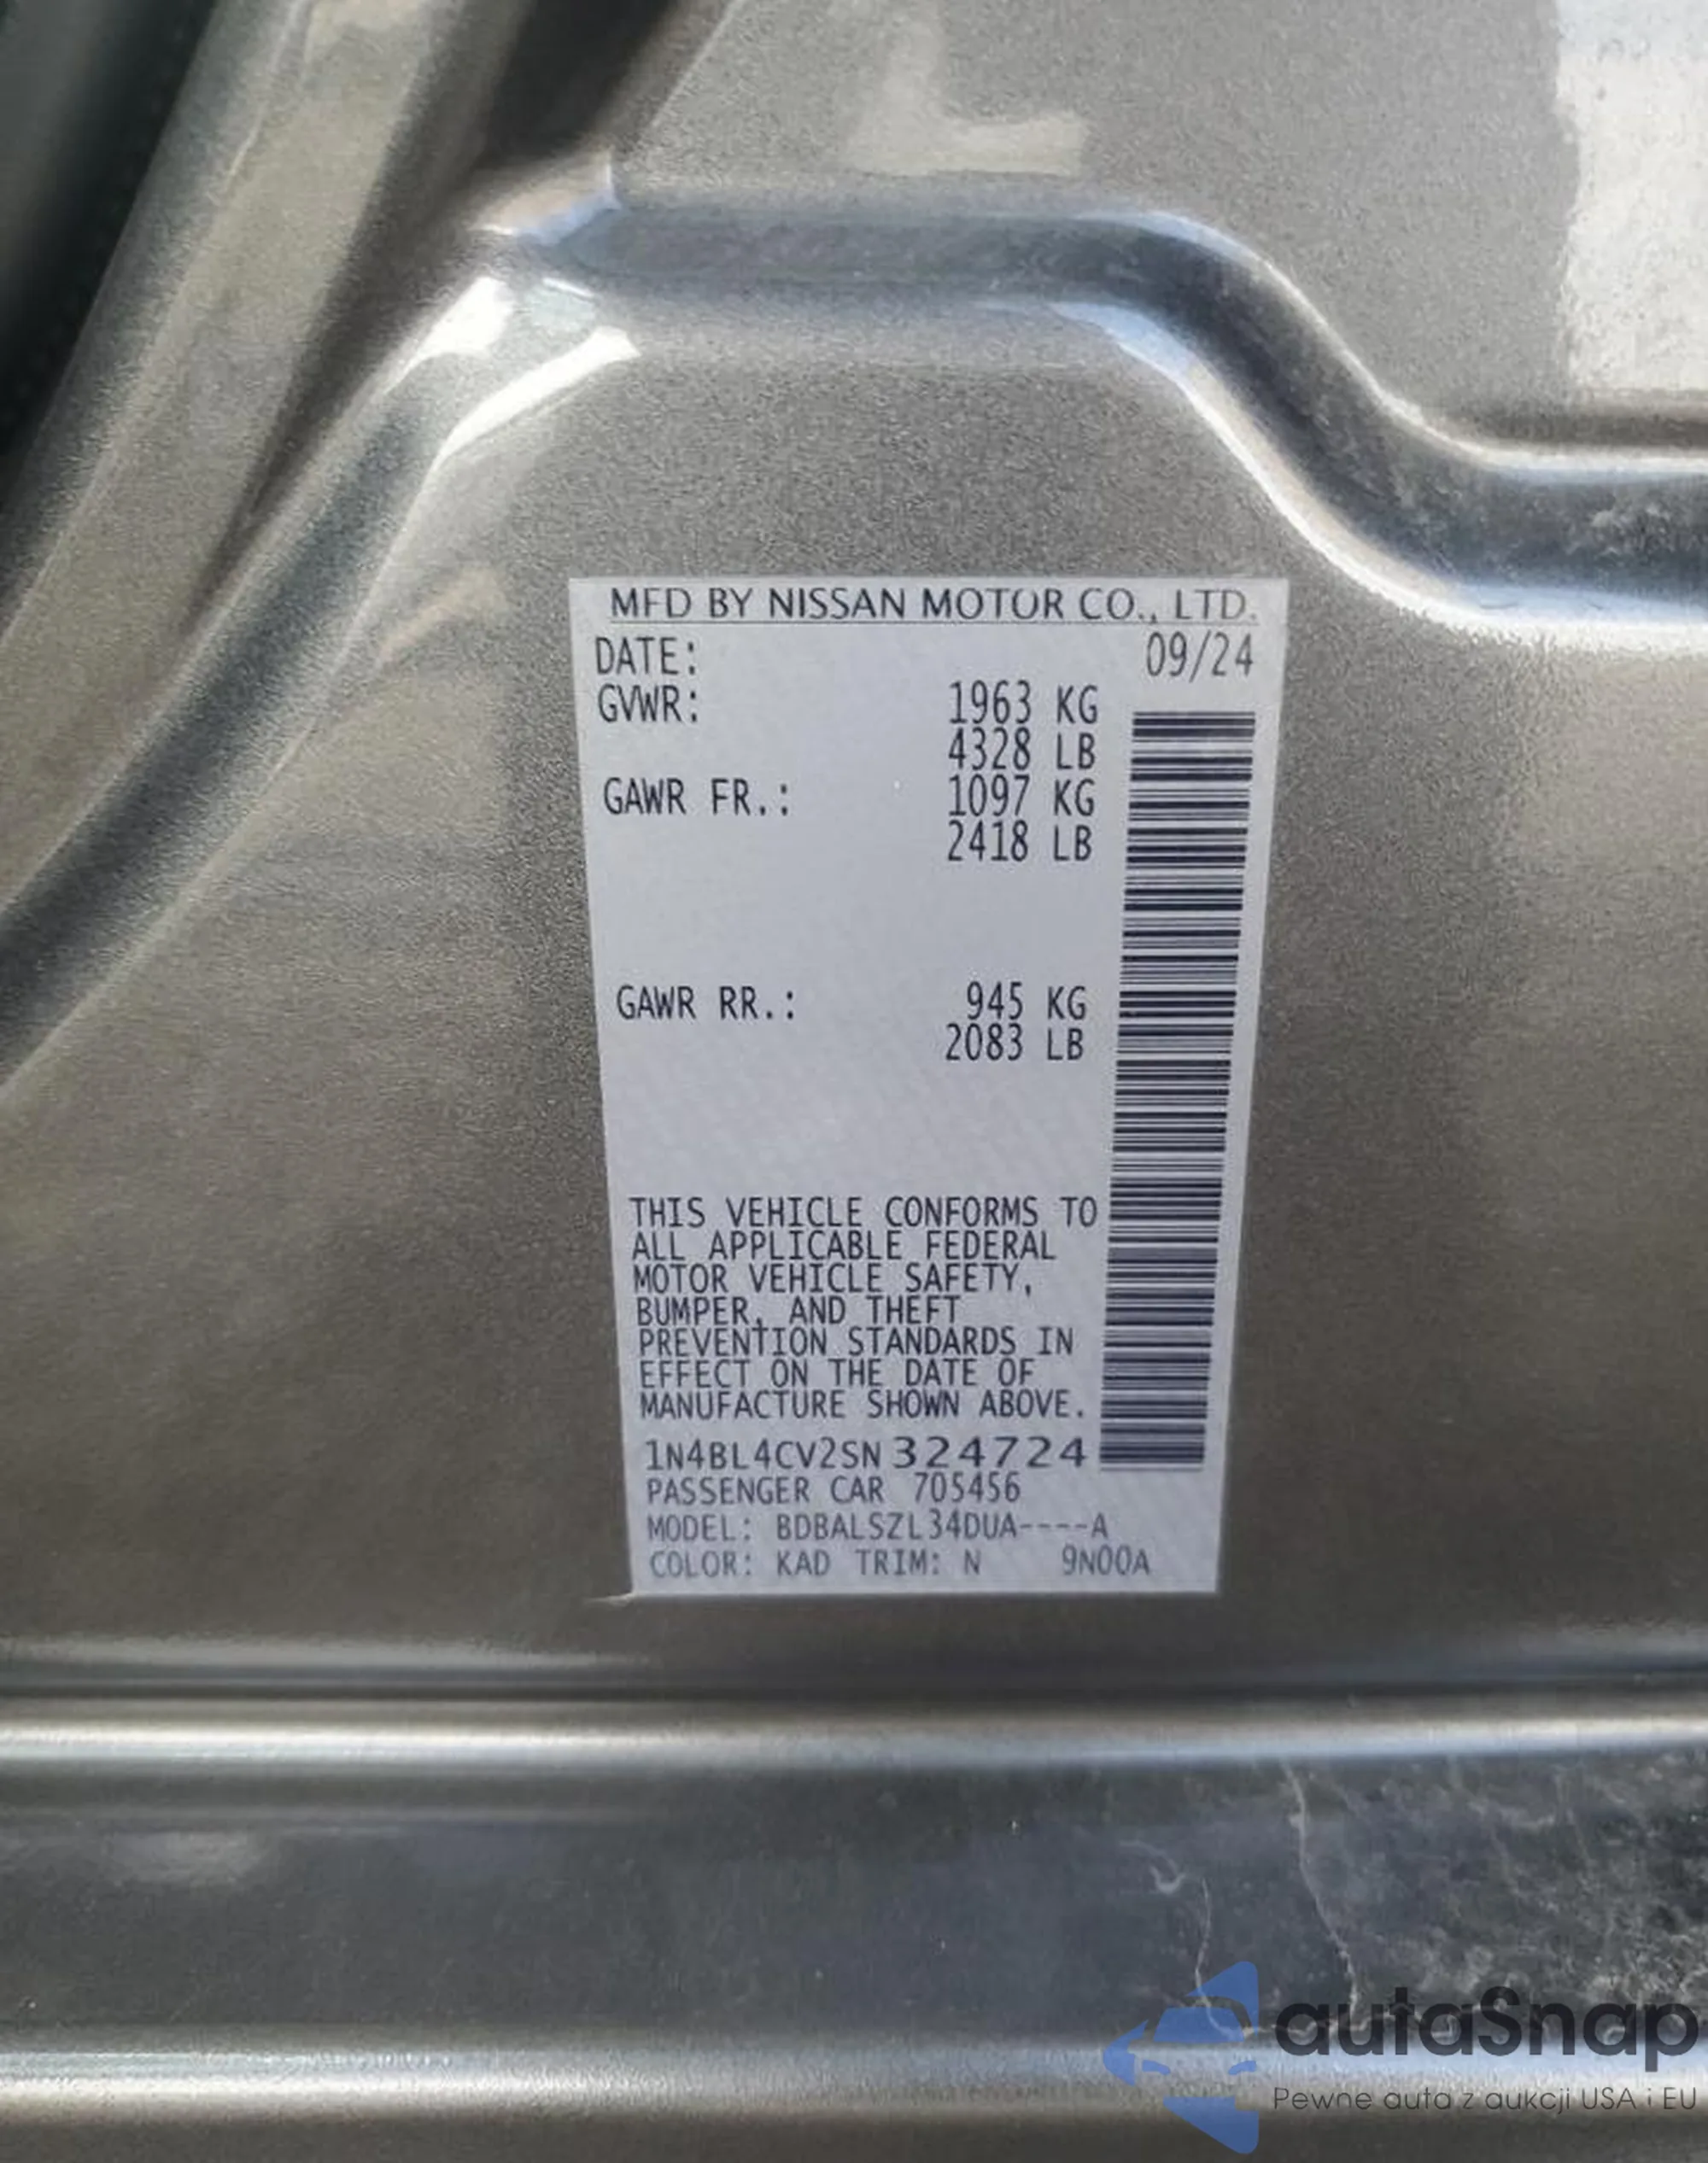 MFD BY NISSAN MOTOR CO., LTD.
DATE: 09/24
GVWR: 1963 KG
4328 LB
GAWR FR.: 1097 KG
2418 LB
GAWR RR.: 945 KG
2083 LB
THIS VEHICLE CONFORMS TO
ALL APPLICABLE FEDERAL
MOTOR VEHICLE SAFETY,
BUMPER, AND THEFT
PREVENTION STANDARDS IN
EFFECT ON THE DATE OF
MANUFACTURE SHOWN ABOVE.
1N4BL4CV2SN324724
PASSENGER CAR 705456
MODEL: BDBALSZL34DUA----A
COLOR: KAD TRIM: N 9N00A
autaSnap
Pewne auta z aukcji USA i EU